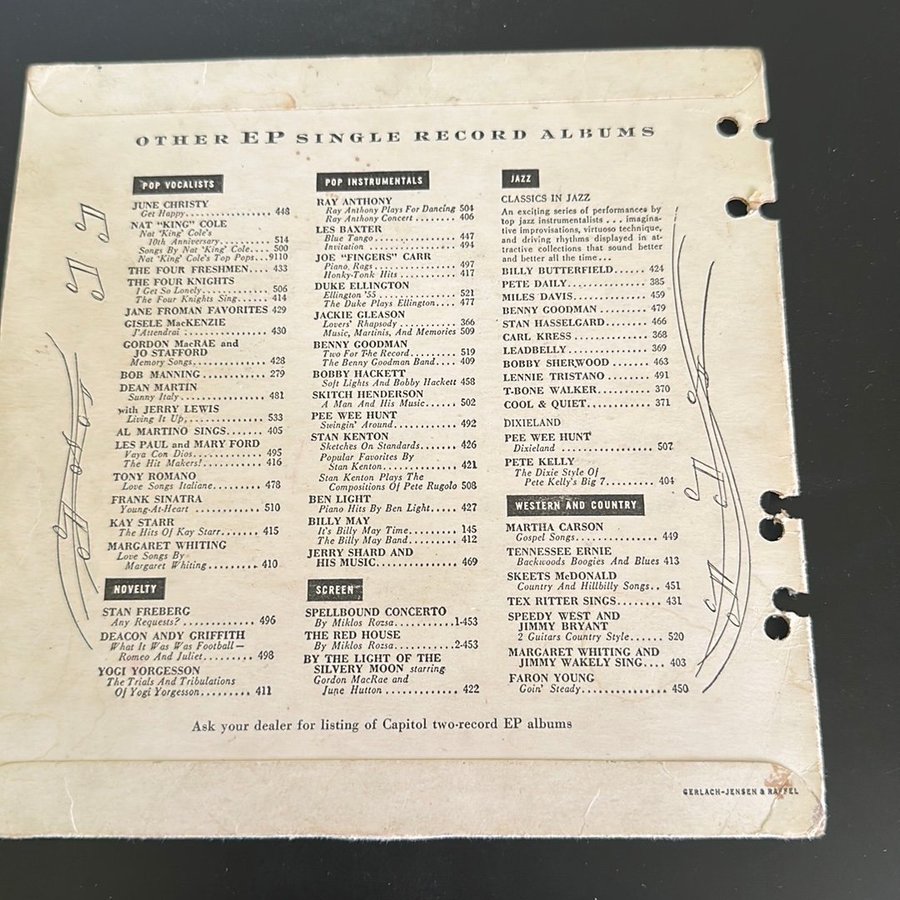 OTHER EP SINGLE RECORD ALBUMS
POP VOCALISTS
JUNE CHRISTY
Get Happy.................... 448
NAT "KING" COLE
Nat 'King' Cole's
10th Anniversary............ 514
Songs By Nat 'King' Cole.... 500
Nat 'King' Cole's Top Pops...9110
THE FOUR FRESHMEN.... 433
THE FOUR KNIGHTS
I Get So Lonely............... 506
The Four Knights Sing....... 414
JANE FROMAN FAVORITES 429
GISELE MacKENZIE
J'Attendrai.................... 430
GORDON MacRAE and
JO STAFFORD
Memory Songs................ 428
BOB MANNING ............ 279
DEAN MARTIN
Sunny Italy................... 481
with JERRY LEWIS
Living It Up,................. 533
AL MARTINO SINGS...... 405
LES PAUL and MARY FORD
Vaya Con Dios................ 495
The Hit Makers!.............. 416
TONY ROMANO
Love Songs Italiane.......... 478
FRANK SINATRA
Young-At-Heart ............. 510
KAY STARR
The Hits Of Kay Starr........ 415
MARGARET WHITING
Love Songs By
Margaret Whiting ........... 410
NOVELTY
STAN FREBERG
Any Requests? ................ 496
DEACON ANDY GRIFFITH
What It Was Was Football—
Romeo And Juliet............ 498
YOGI YORGESSON
The Trials And Tribulations
Of Yogi Yorgesson........... 411
POP INSTRUMENTALS
RAY ANTHONY
Ray Anthony Plays For Dancing 504
Ray Anthony Concert ........ 406
LES BAXTER
Blue Tango.................... 447
Invitation .................... 494
JOE "FINGERS" CARR
Piano Rags.................... 497
Honky-Tonk Hits ............ 417
DUKE ELLINGTON
Ellington '55 .................. 521
The Duke Plays Ellington.... 477
JACKIE GLEASON
Lovers' Rhapsody ............ 366
Music, Martinis, And Memories 509
BENNY GOODMAN
Two For The Record.......... 519
The Benny Goodman Band.... 409
BOBBY HACKETT
Soft Lights And Bobby Hackett 458
SKITCH HENDERSON
A Man And His Music....... 502
PEE WEE HUNT
Swingin' Around............. 492
STAN KENTON
Sketches On Standards....... 426
Popular Favorites By
Stan Kenton................. 421
Stan Kenton Plays The
Compositions Of Pete Rugolo 508
BEN LIGHT
Piano Hits By Ben Light..... 427
BILLY MAY
It's Billy May Time.......... 145
The Billy May Band.......... 412
JERRY SHARD AND
HIS MUSIC................. 469
SCREEN
SPELLBOUND CONCERTO
By Miklos Rozsa............1-453
THE RED HOUSE
By Miklos Rozsa............2-453
BY THE LIGHT OF THE
SILVERY MOON starring
Gordon MacRae and
June Hutton ............... 422
JAZZ
CLASSICS IN JAZZ
An exciting series of performances by
top jazz instrumentalists . . . imagina-
tive improvisations, virtuoso technique,
and driving rhythms displayed in at-
tractive collections that sound better
and better all the time . . .
BILLY BUTTERFIELD...... 424
PETE DAILY............... 385
MILES DAVIS.............. 459
BENNY GOODMAN ........ 479
STAN HASSELGARD....... 466
CARL KRESS .............. 368
LEADBELLY............... 369
BOBBY SHERWOOD ...... 463
LENNIE TRISTANO ....... 491
T-BONE WALKER......... 370
COOL & QUIET............ 371
DIXIELAND
PEE WEE HUNT
Dixieland .................... 507
PETE KELLY
The Dixie Style Of
Pete Kelly's Big 7........... 404
WESTERN AND COUNTRY
MARTHA CARSON
Gospel Songs.................. 449
TENNESSEE ERNIE
Backwoods Boogies And Blues 413
SKEETS McDONALD
Country And Hillbilly Songs.. 451
TEX RITTER SINGS....... 431
SPEEDY WEST AND
JIMMY BRYANT
2 Guitars Country Style...... 520
MARGARET WHITING AND
JIMMY WAKELY SING.... 403
FARON YOUNG
Goin' Steady.................. 450
Ask your dealer for listing of Capitol two-record EP albums
GERLACH-JENSEN & RAFFEL